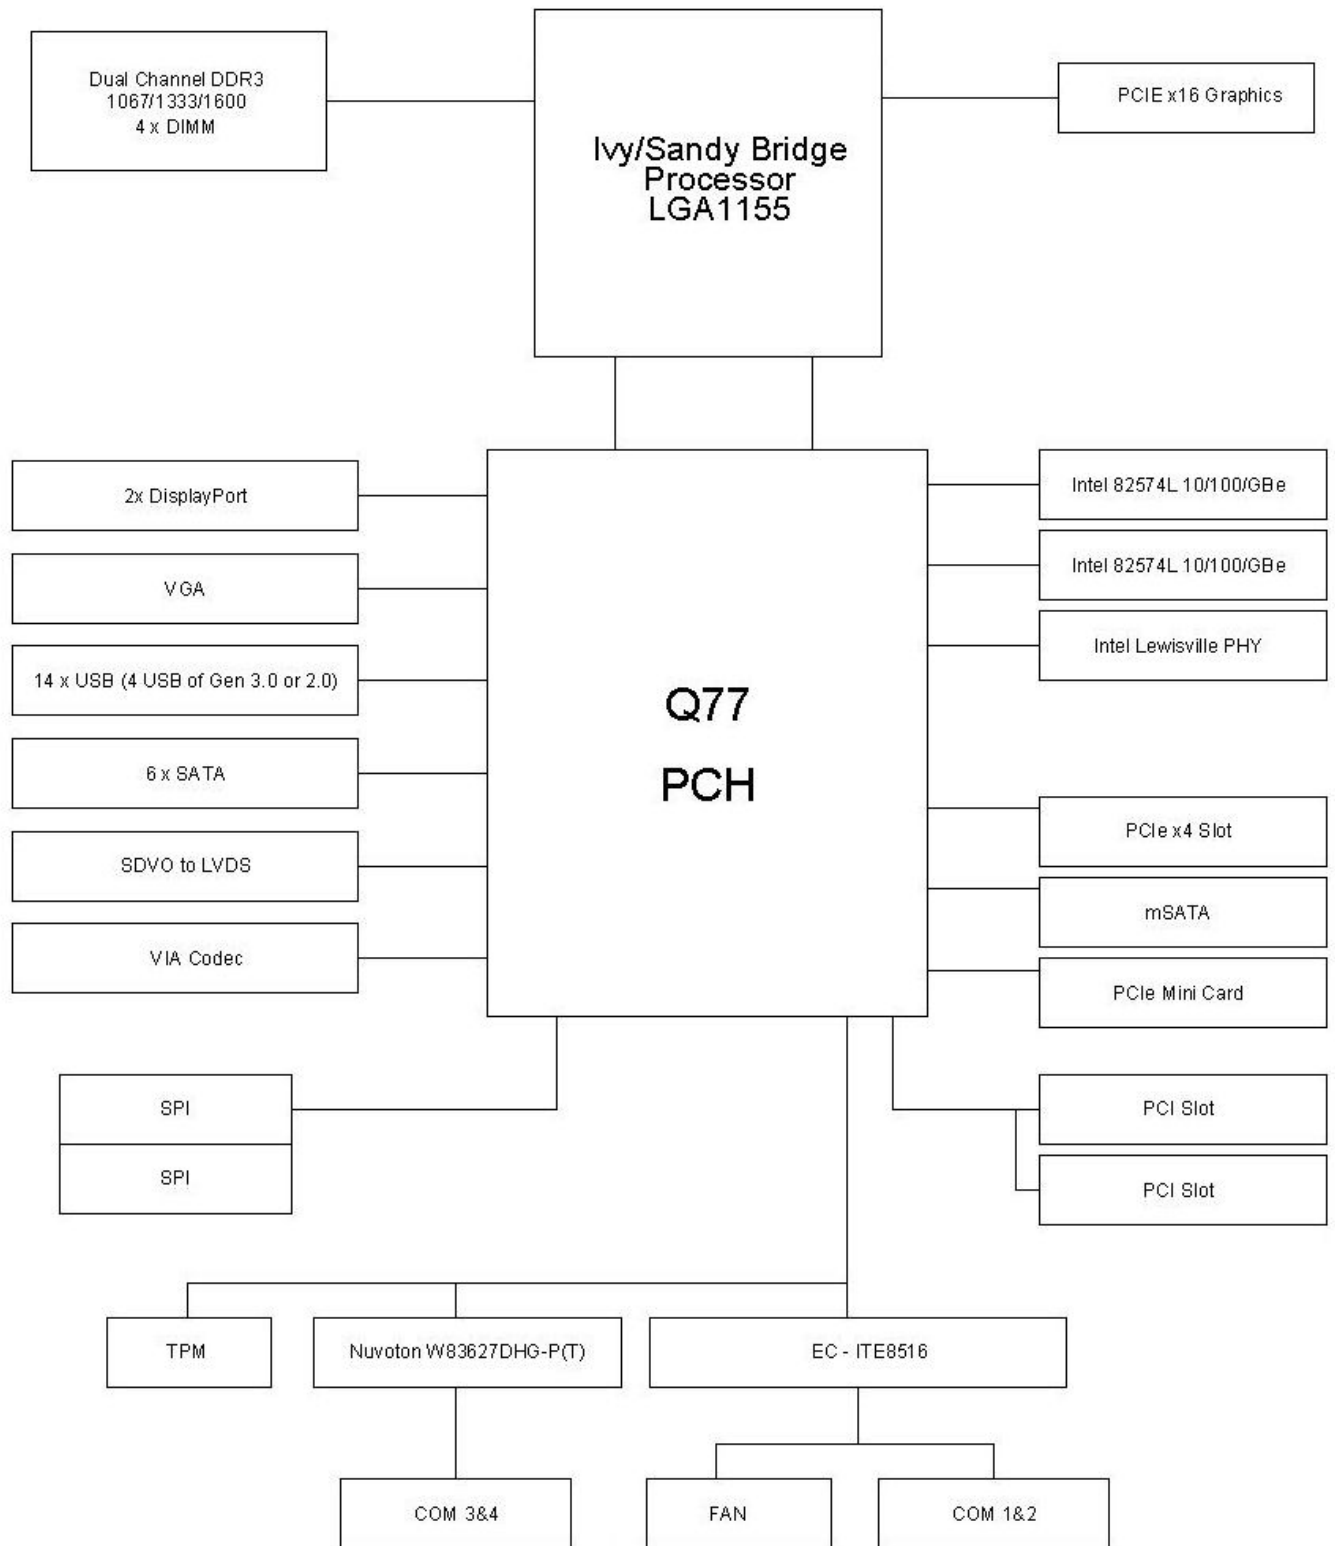 Dual Channel DDR3
1067/1333/1600
4 x DIMM
Ivy/Sandy Bridge
Processor
LGA1155
PCIE x16 Graphics
2x DisplayPort
VGA
14 x USB (4 USB of Gen 3.0 or 2.0)
6 x SATA
SDVO to LVDS
VIA Codec
Q77
PCH
Intel 82574L 10/100/GBe
Intel 82574L 10/100/GBe
Intel Lewisville PHY
PCIe x4 Slot
mSATA
PCIe Mini Card
SPI
SPI
PCI Slot
PCI Slot
TPM
Nuvoton W83627DHG-P(T)
EC - ITE8516
COM 3&4
FAN
COM 1&2